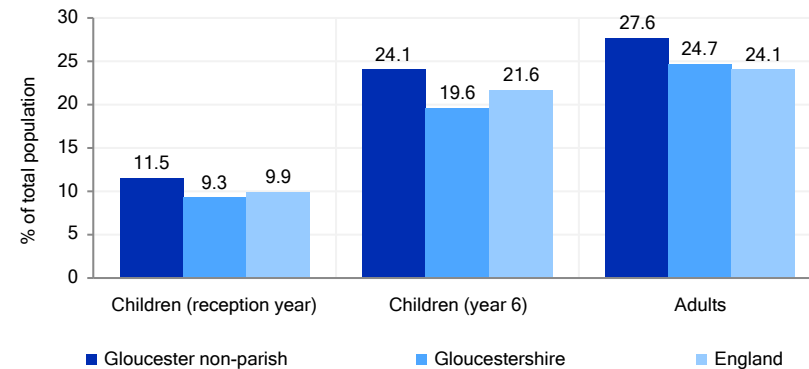 30
25
20
15
10
5
0
% of total population
11.5
9.3
9.9
24.1
19.6
21.6
27.6
24.7
24.1
Children (reception year)
Children (year 6)
Adults
Gloucester non-parish
Gloucestershire
England